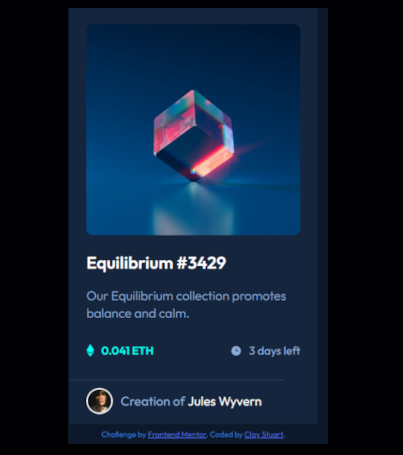 Equilibrium #3429
Our Equilibrium collection promotes
balance and calm.
0.041 ETH
3 days left
Creation of Jules Wyvern
Challenge by Frontend Mentor. Coded by Clay Stuart.